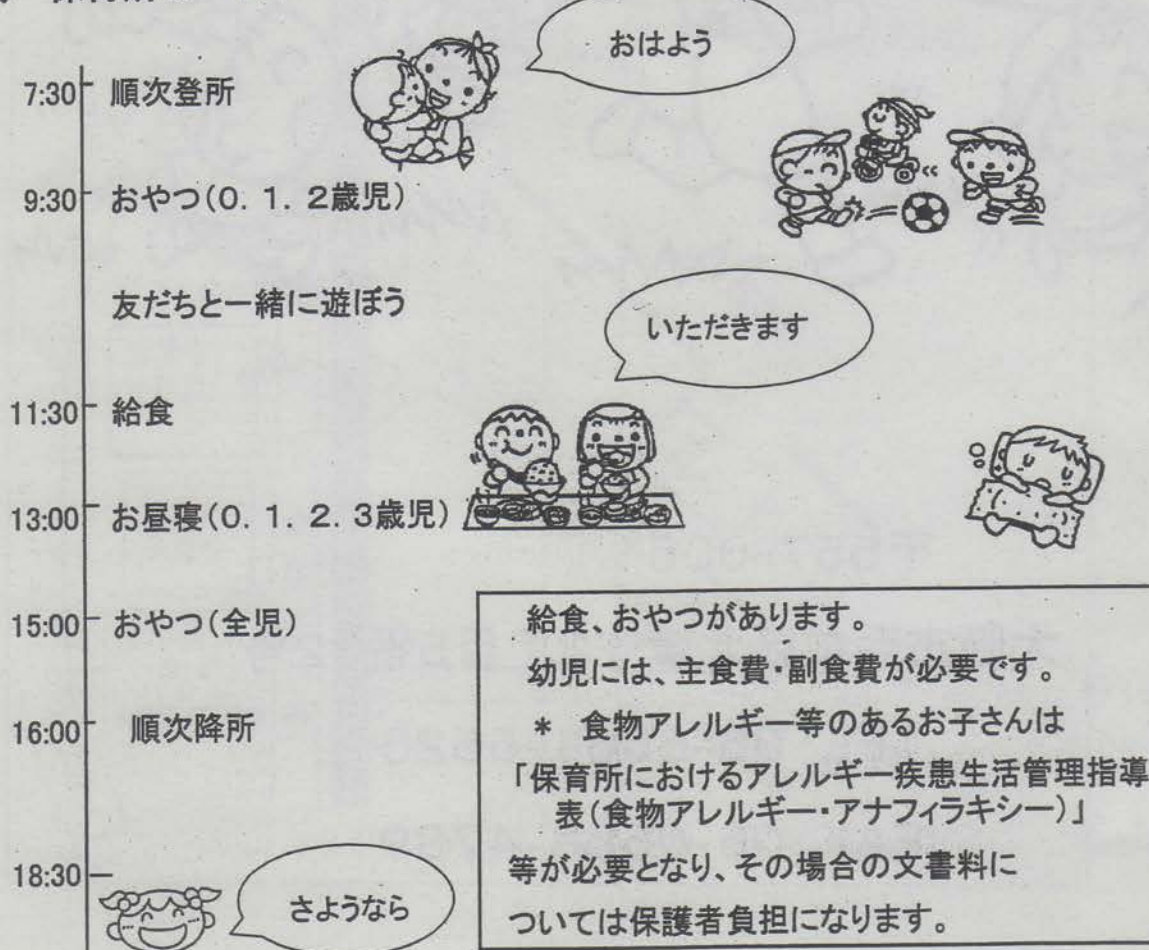 おはよう
7:30 順次登所
9:30 おやつ(0. 1. 2歳児)
友だちと一緒に遊ぼう
いただきます
11:30 給食
13:00 お昼寝(0. 1. 2. 3歳児)
15:00 おやつ(全児)
16:00 順次降所
18:30
さようなら
給食、おやつがあります。
幼児には、主食費・副食費が必要です。
* 食物アレルギー等のあるお子さんは
「保育所におけるアレルギー疾患生活管理指導
表(食物アレルギー・アナフィラキシー)」
等が必要となり、その場合の文書料に
ついては保護者負担になります。